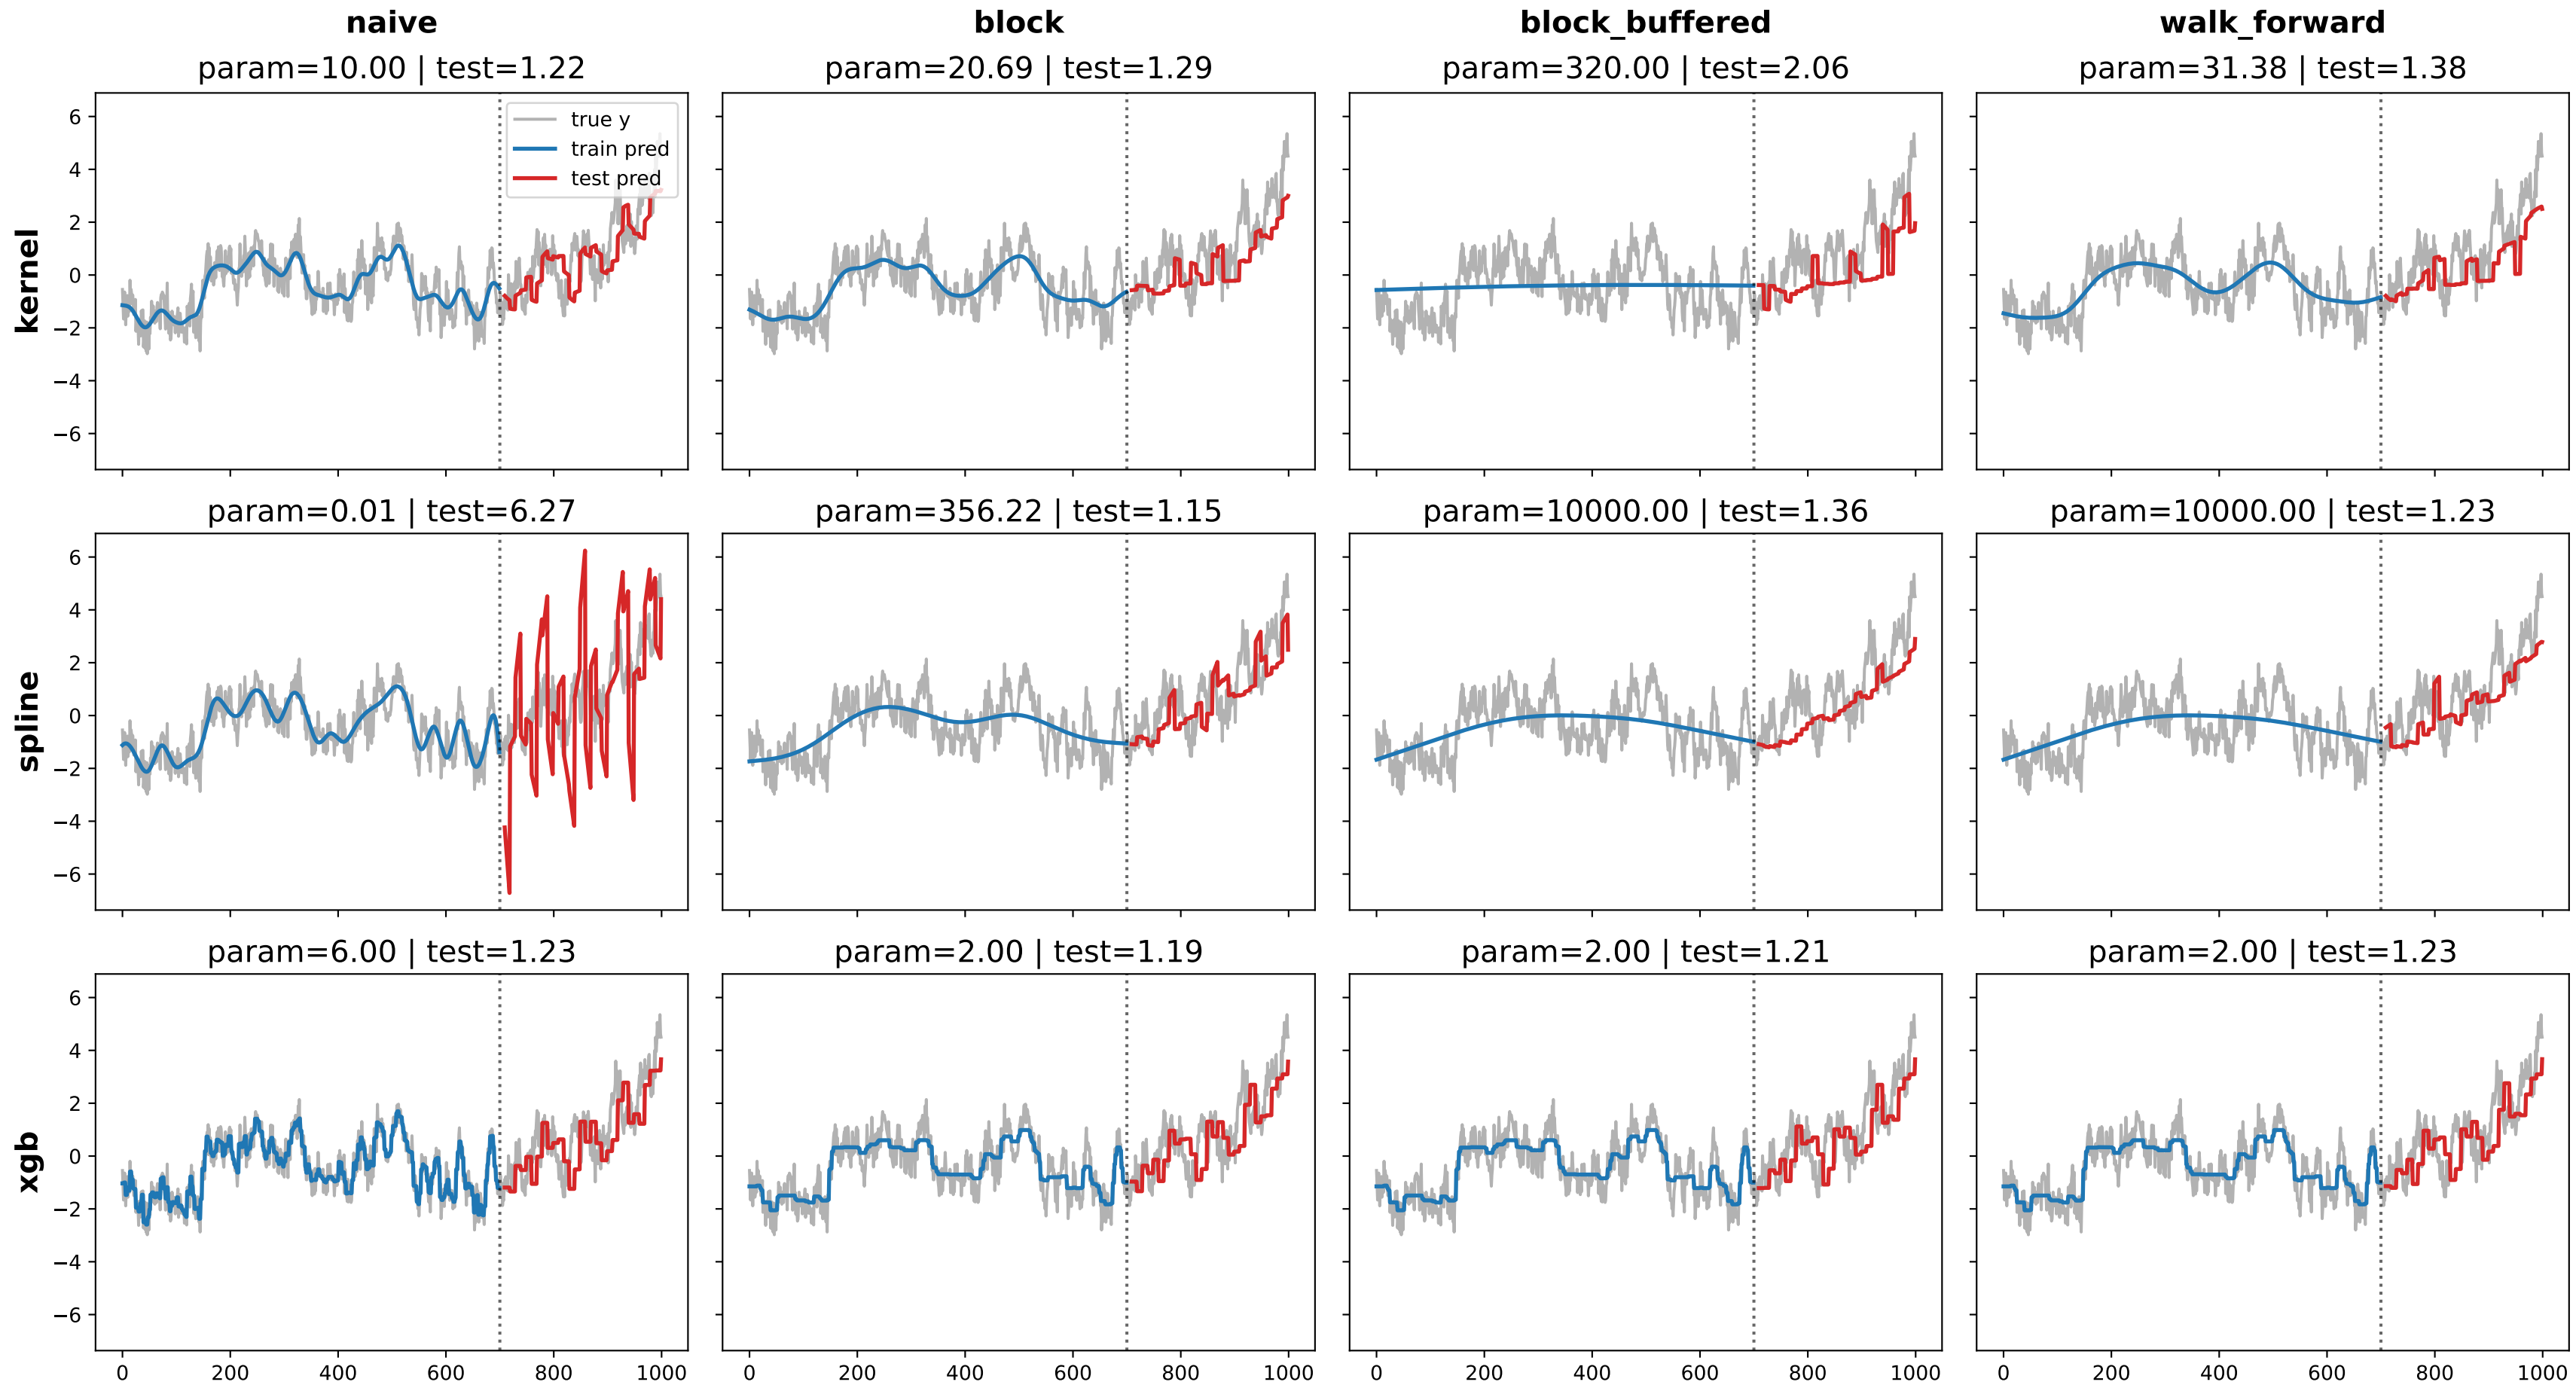 naive block block_buffered walk_forward
param=10.00 | test=1.22 param=20.69 | test=1.29 param=320.00 | test=2.06 param=31.38 | test=1.38
kernel
6
4
2
0
−2
−4
−6
true y
train pred
test pred
param=0.01 | test=6.27 param=356.22 | test=1.15 param=10000.00 | test=1.36 param=10000.00 | test=1.23
spline
6
4
2
0
−2
−4
−6
param=6.00 | test=1.23 param=2.00 | test=1.19 param=2.00 | test=1.21 param=2.00 | test=1.23
xgb
6
4
2
0
−2
−4
−6
0 200 400 600 800 1000 0 200 400 600 800 1000 0 200 400 600 800 1000 0 200 400 600 800 1000